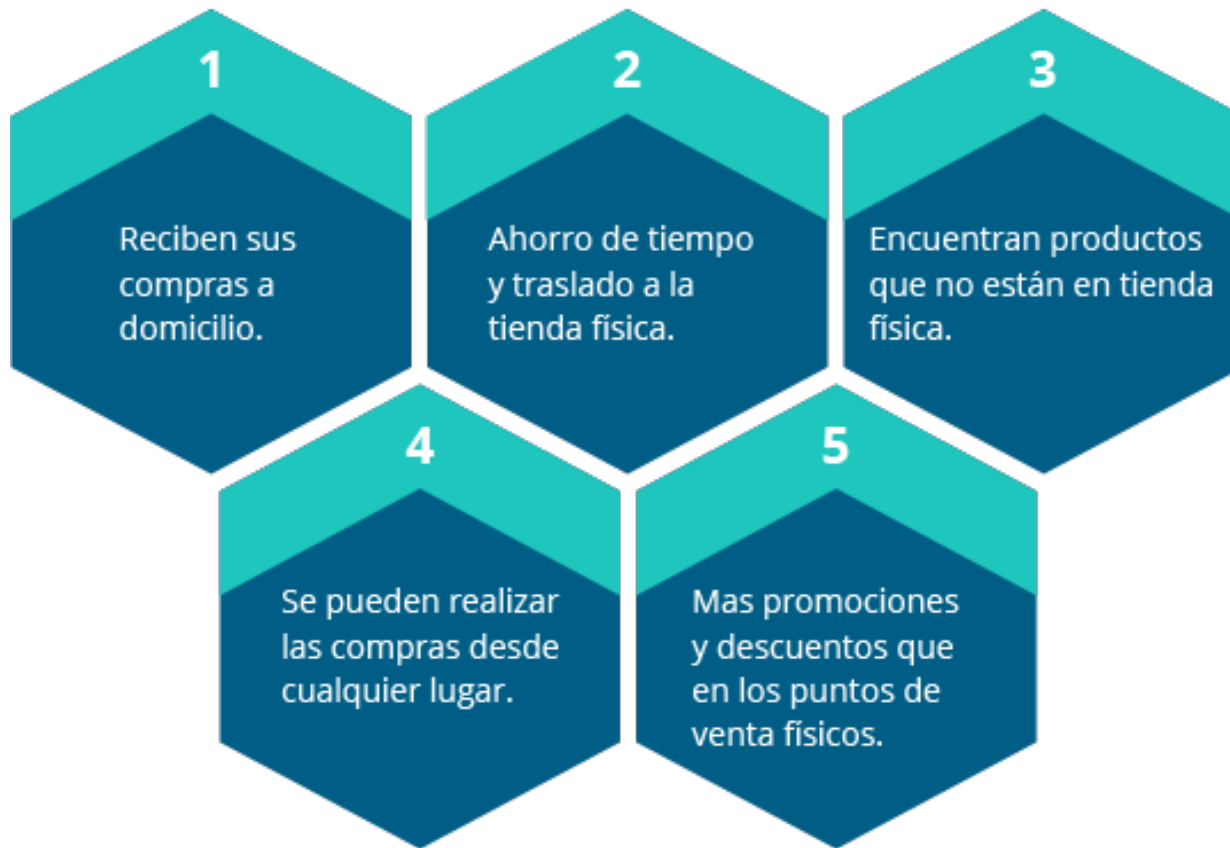 1
Reciben sus
compras a
domicilio.
2
Ahorro de tiempo
y traslado a la
tienda física.
3
Encuentran productos
que no están en tienda
física.
4
Se pueden realizar
las compras desde
cualquier lugar.
5
Mas promociones
y descuentos que
en los puntos de
venta físicos.